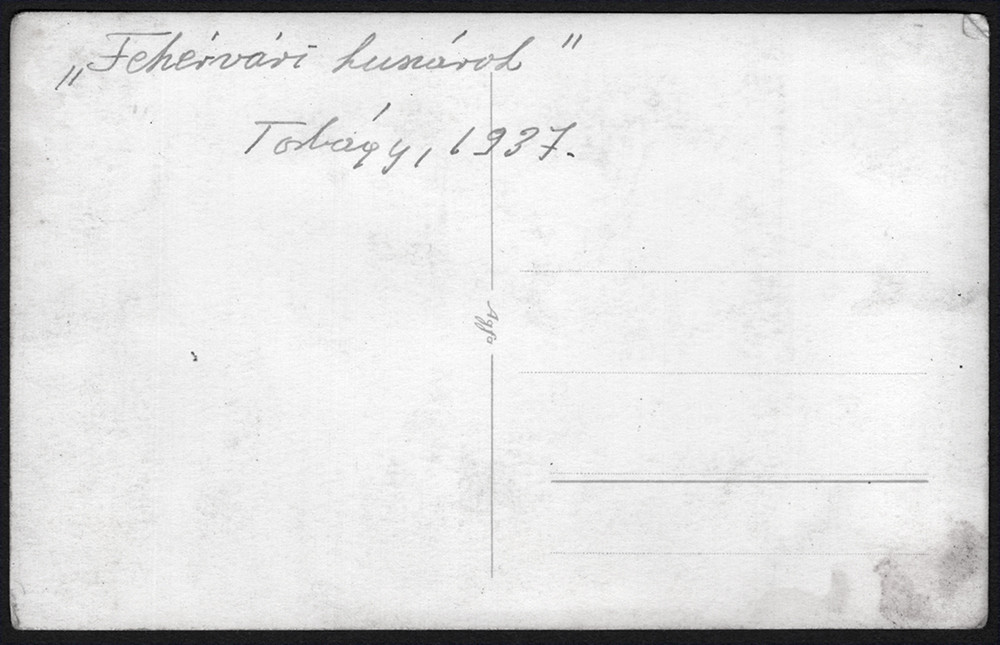 „Fehérvári huszárok"
Torbágy, 1937.
Agfa